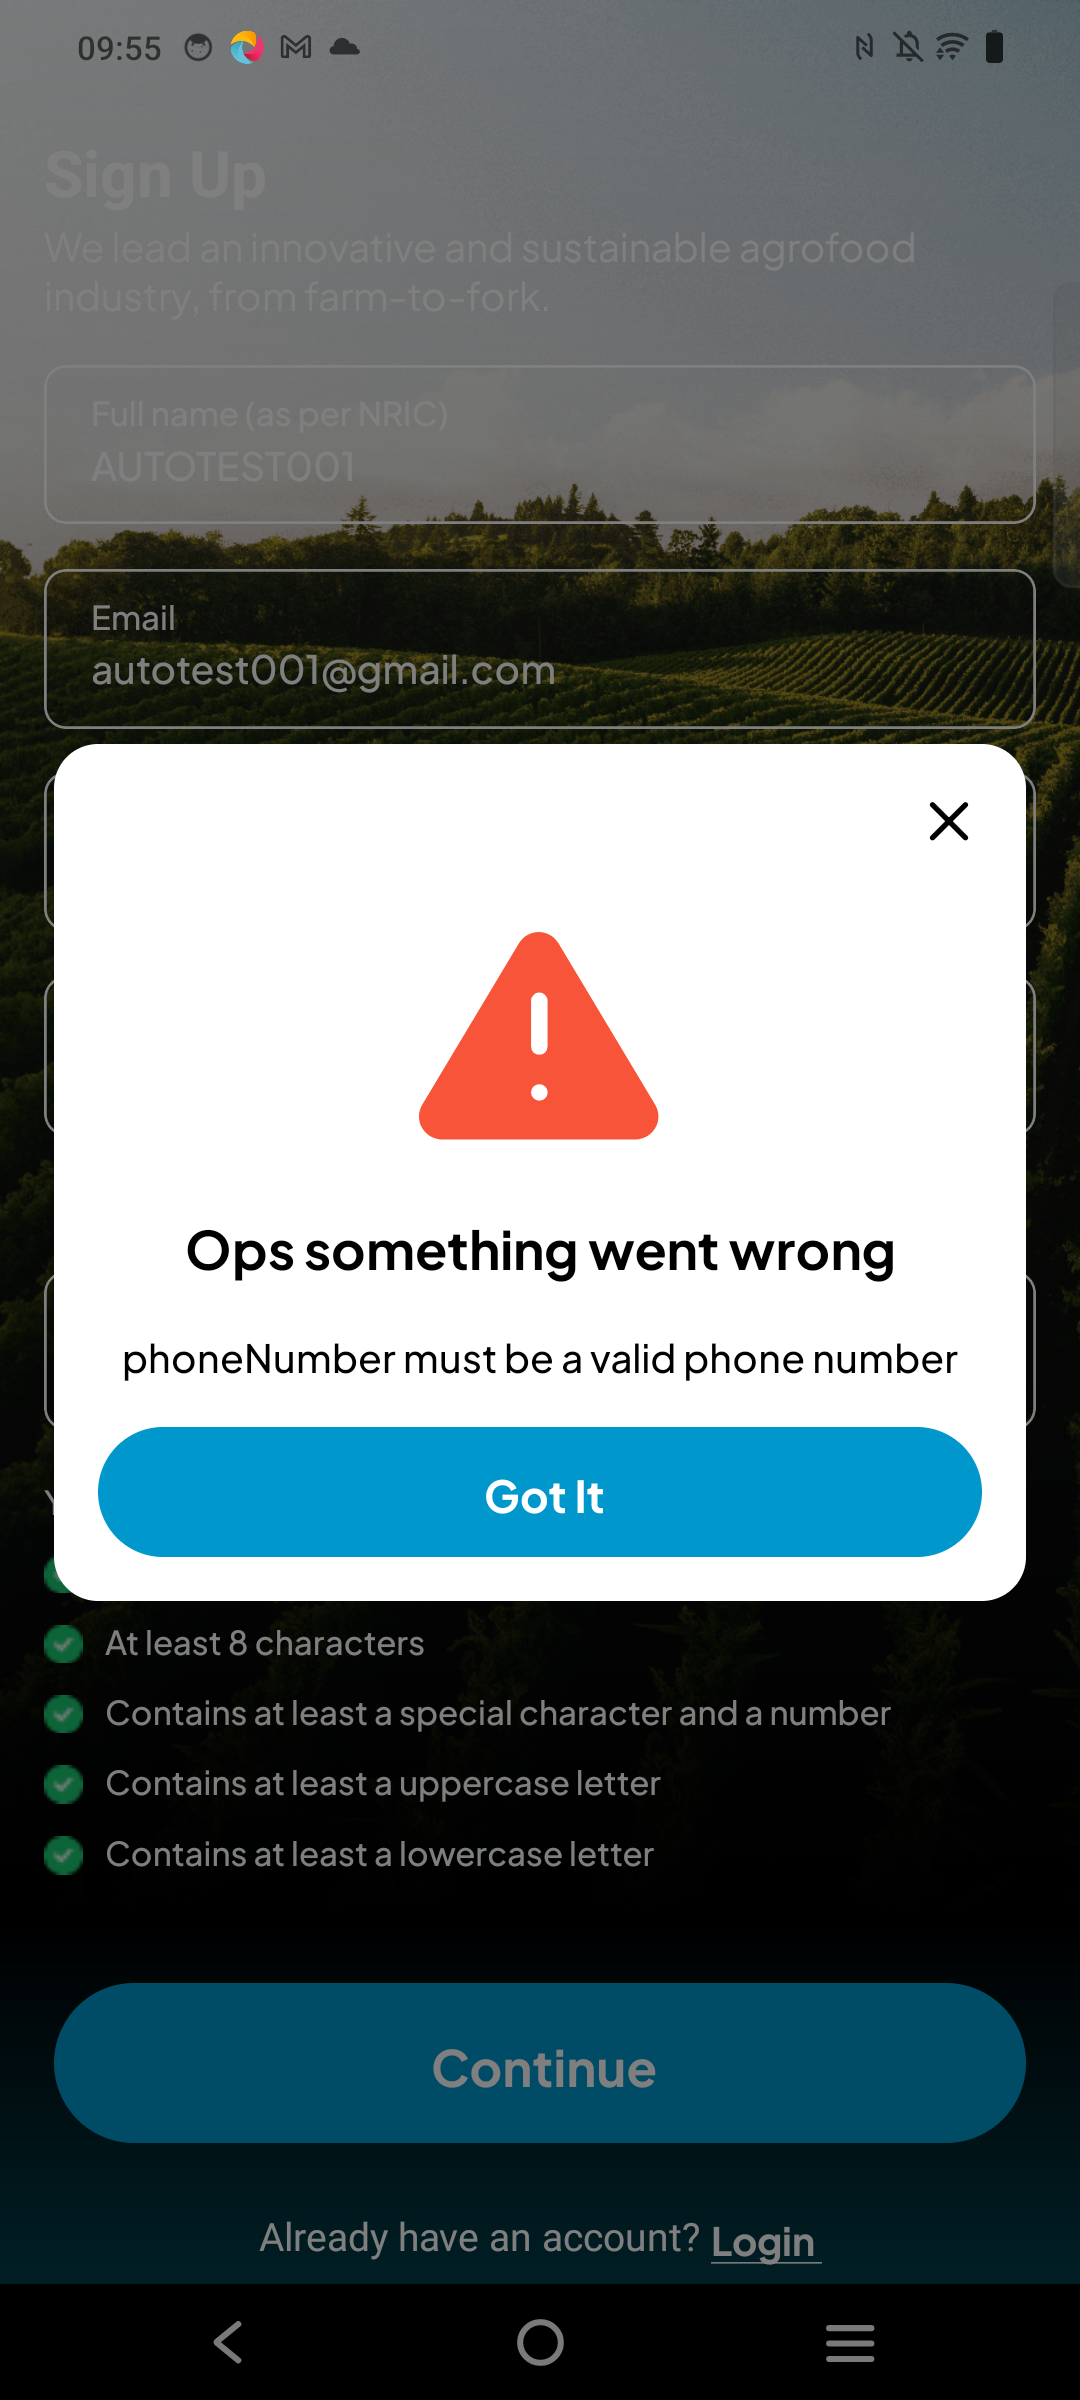 09:55
Sign Up
We lead an innovative and sustainable agrofood
industry, from farm-to-fork.
Full name (as per NRIC)
AUTOTEST001
Email
autotest001@gmail.com
Ops something went wrong
phoneNumber must be a valid phone number
Got It
At least 8 characters
Contains at least a special character and a number
Contains at least a uppercase letter
Contains at least a lowercase letter
Continue
Already have an account? Login